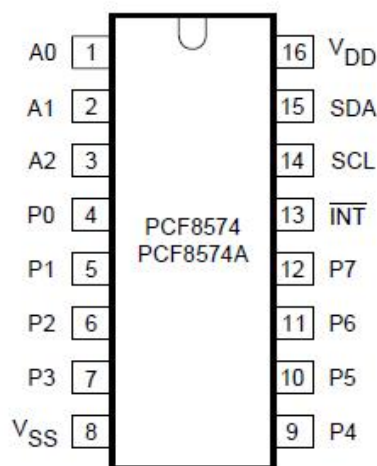 A0 1 16 VDD
A1 2 15 SDA
A2 3 14 SCL
P0 4 13 INT
PCF8574
PCF8574A
P1 5 12 P7
P2 6 11 P6
P3 7 10 P5
VSS 8 9 P4